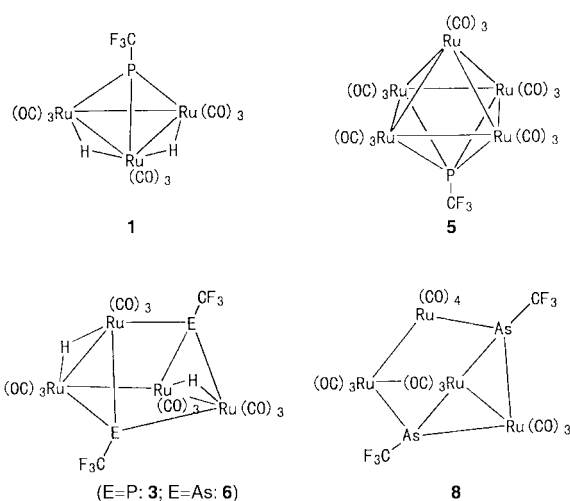 F₃C
P
(OC)₃Ru Ru(CO)₃
H Ru H
(CO)₃
1
(CO)₃
Ru
(OC)₃Ru Ru(CO)₃
(OC)₃Ru Ru(CO)₃
P
CF₃
5
(CO)₃ CF₃
Ru E
H
(OC)₃Ru Ru H
(CO)₃ Ru(CO)₃
E
F₃C
(E=P: 3; E=As: 6)
(CO)₄ CF₃
Ru As
(OC)₃Ru (OC)₃Ru
As Ru(CO)₃
F₃C
8